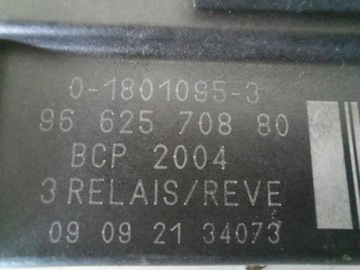 0-1801095-3
96 625 708 80
BCP 2004
3 RELAIS/REVE
09 09 21 34073